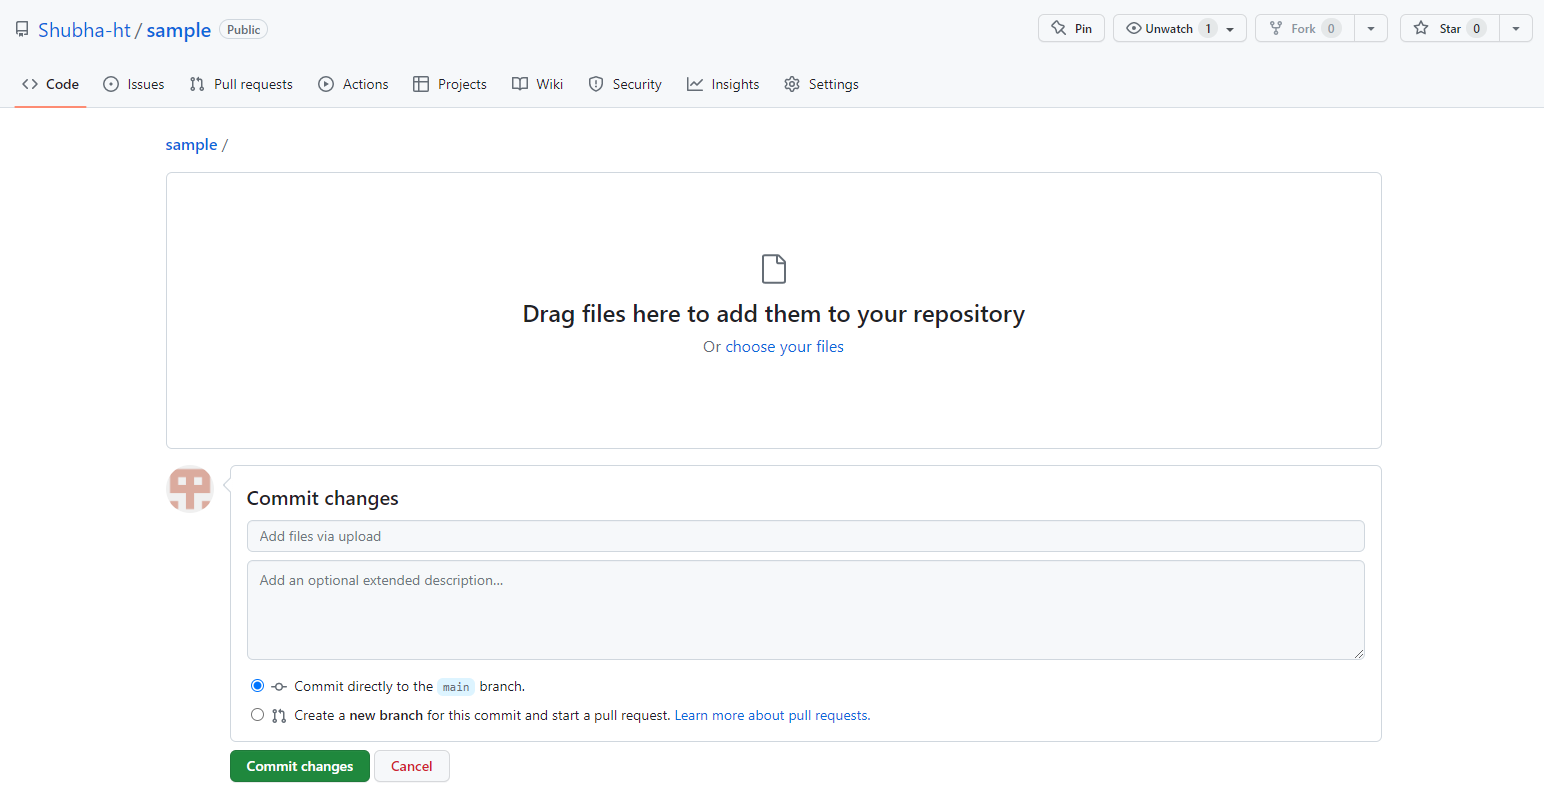 Shubha-ht / sample Public Pin Unwatch 1 Fork 0 Star 0
Code Issues Pull requests Actions Projects Wiki Security Insights Settings
sample /
Drag files here to add them to your repository
Or choose your files
Commit changes
Add files via upload
Add an optional extended description...
Commit directly to the main branch.
Create a new branch for this commit and start a pull request. Learn more about pull requests.
Commit changes Cancel